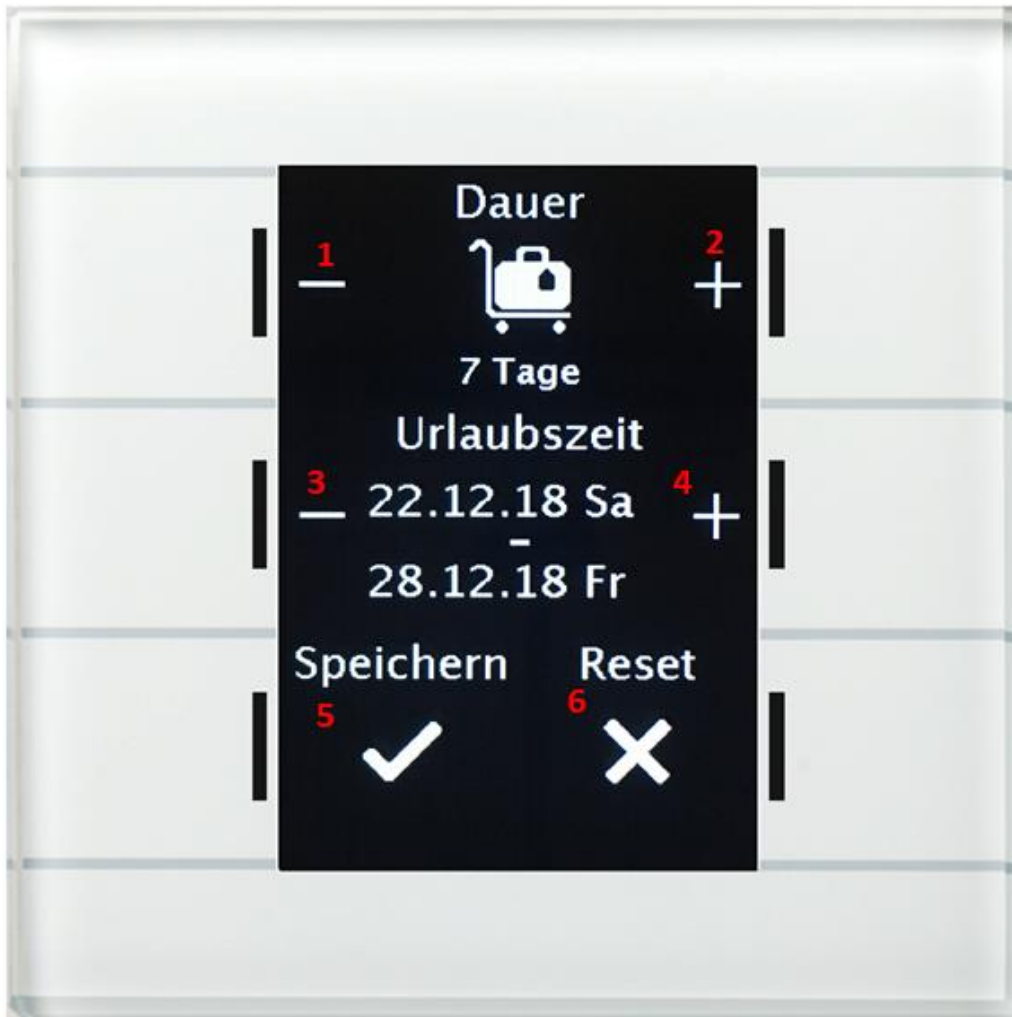 Dauer
1 – 2 +
7 Tage
Urlaubszeit
3 – 22.12.18 Sa 4 +
-
28.12.18 Fr
Speichern Reset
5 6